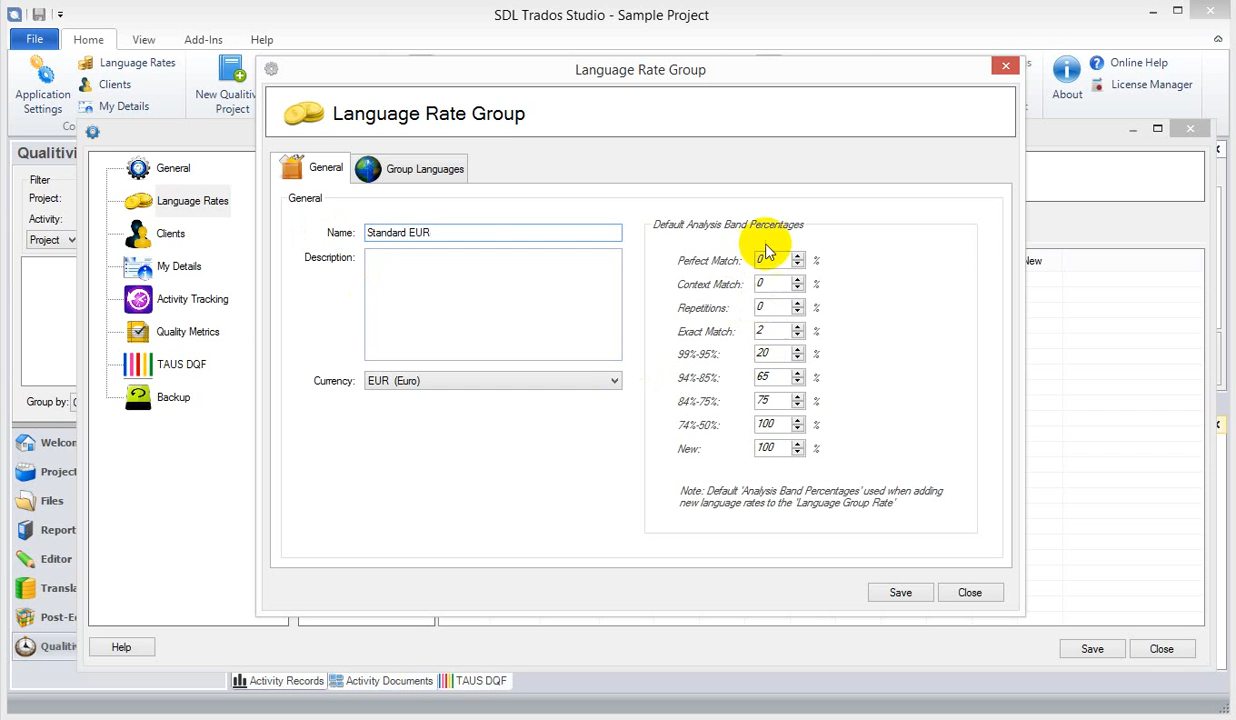 SDL Trados Studio - Sample Project
File
Home
View
Add-Ins
Help
Application
Settings
Language Rates
Clients
My Details
New Qualitiv
Project
About
Online Help
License Manager
Language Rate Group
Language Rate Group
General
Group Languages
Qualitivi
Filter
Project:
Activity:
Project
Group by:
Welcom
Project
Files
Report
Editor
Transla
Post-Ed
Qualiti
General
Language Rates
Clients
My Details
Activity Tracking
Quality Metrics
TAUS DQF
Backup
General
Name: Standard EUR
Description:
Currency: EUR (Euro)
Default Analysis Band Percentages
Perfect Match: 0 %
Context Match: 0 %
Repetitions: 0 %
Exact Match: 2 %
99%-95%: 20 %
94%-85%: 65 %
84%-75%: 75 %
74%-50%: 100 %
New: 100 %
Note: Default 'Analysis Band Percentages' used when adding
new language rates to the 'Language Group Rate'
Save
Close
New
Help
Save
Close
Activity Records
Activity Documents
TAUS DQF